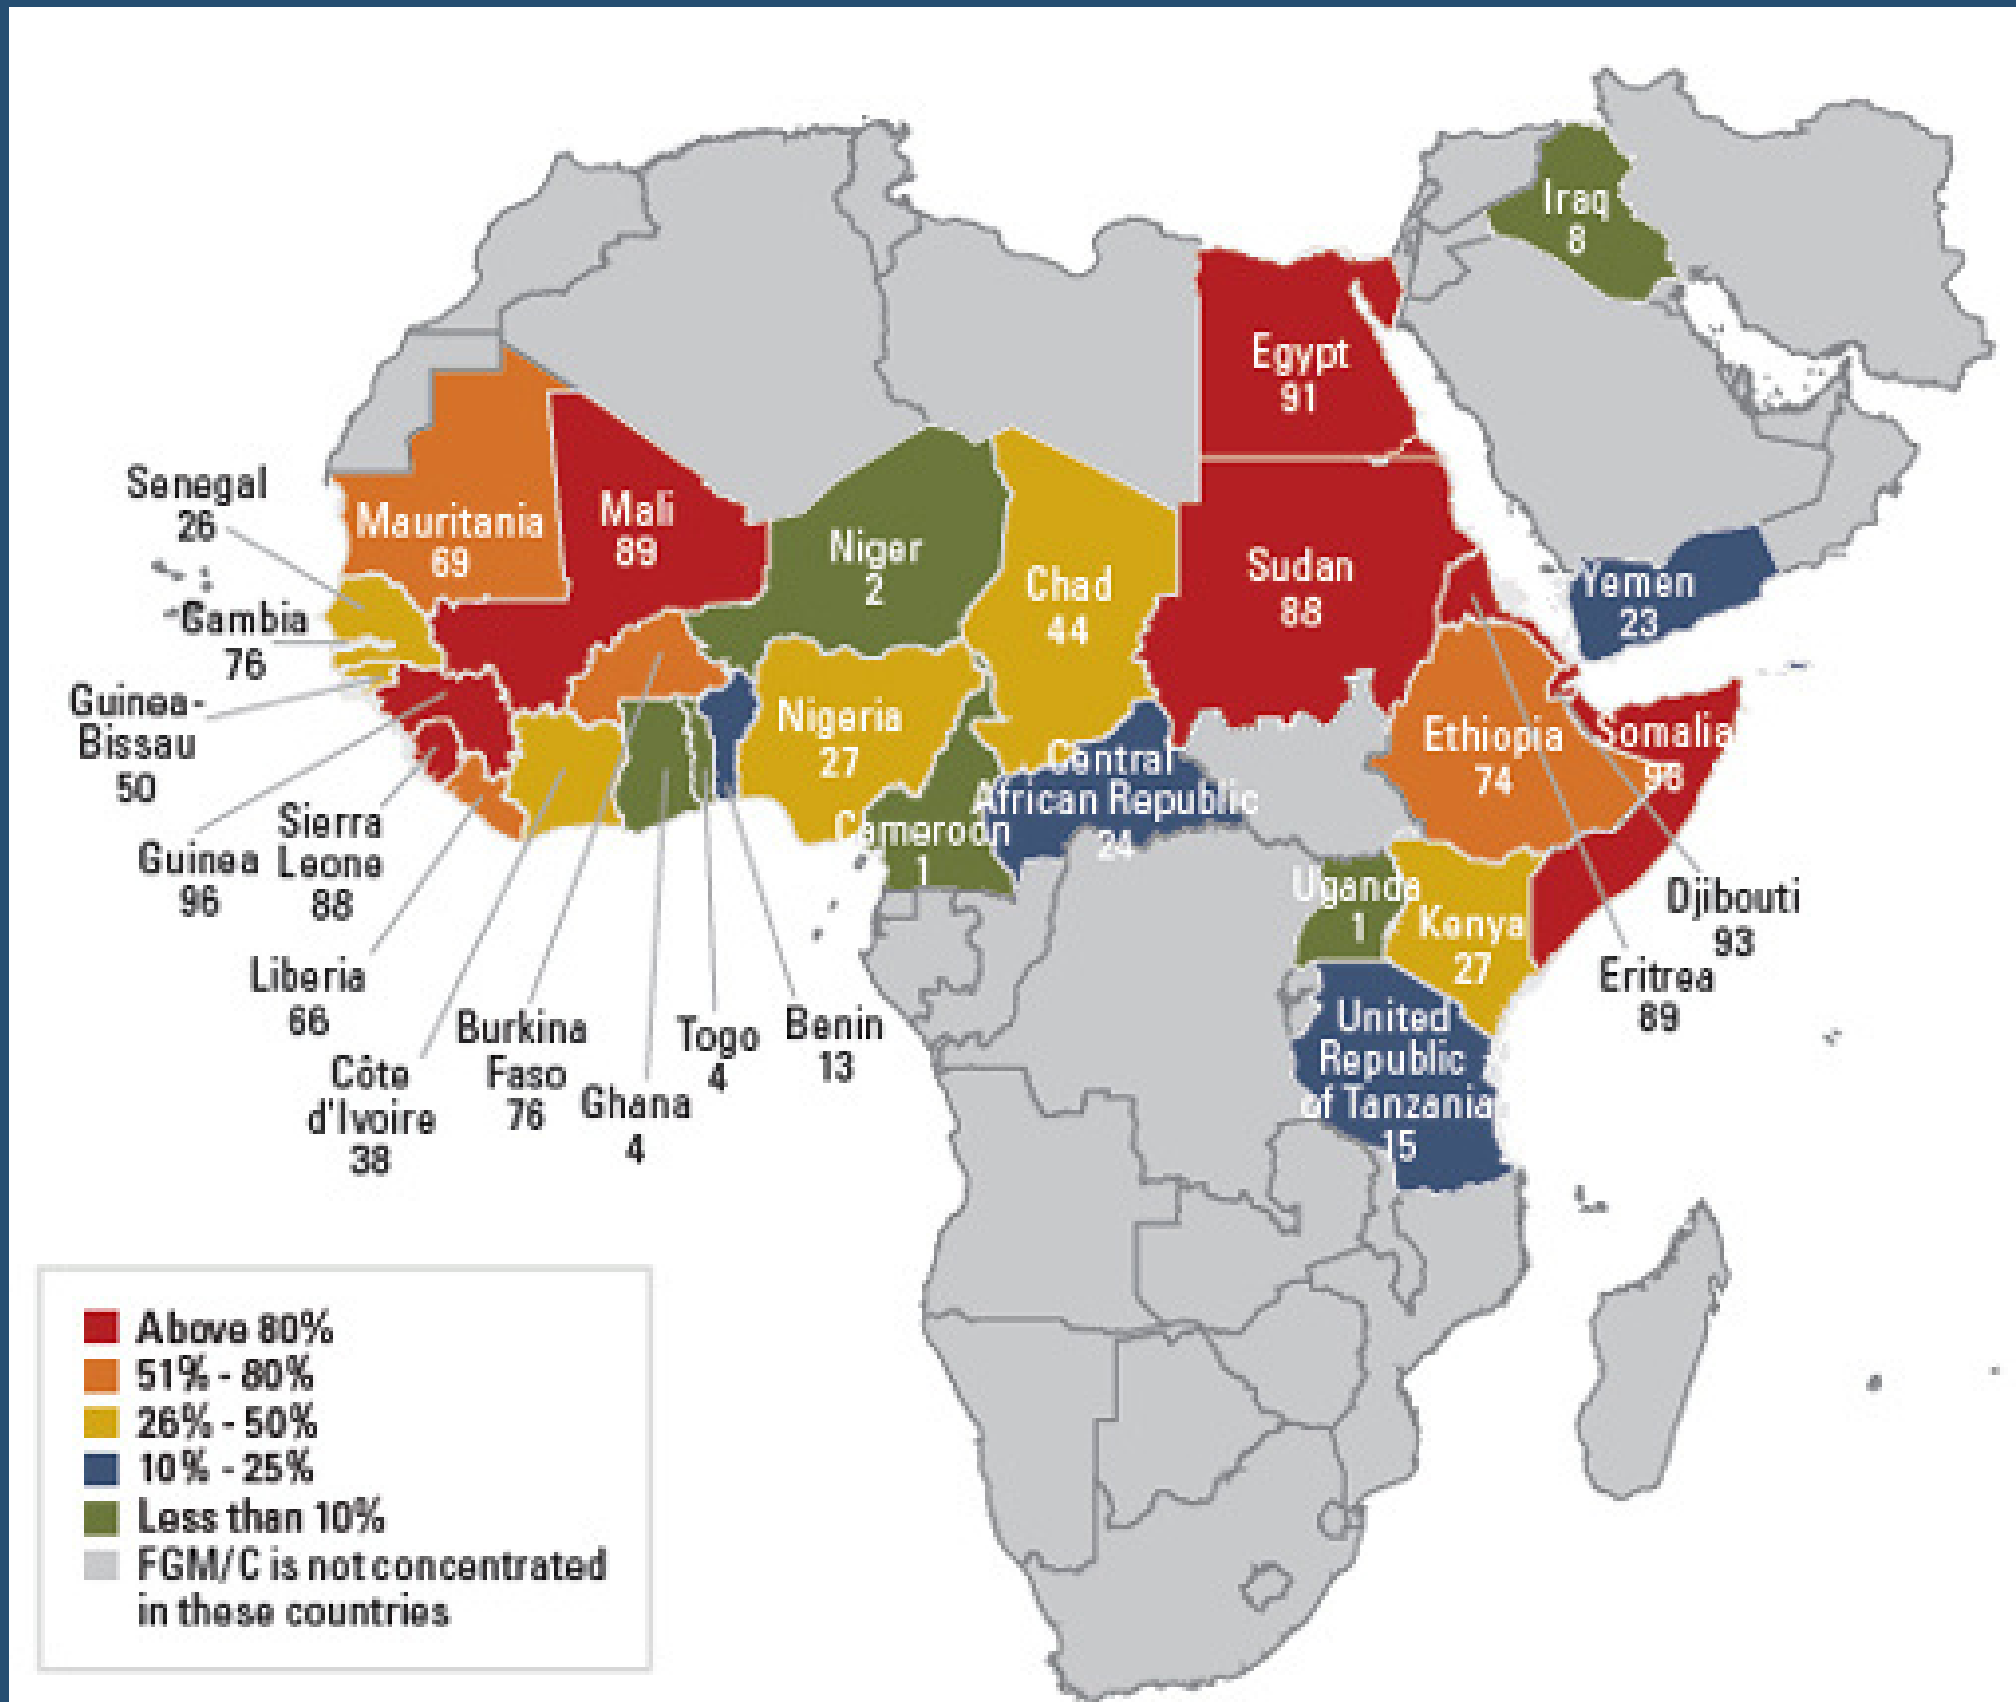 Iraq
8
Egypt
91
Senegal
26
Mauritania
69
Mali
89
Niger
2
Chad
44
Sudan
88
Yemen
23
Gambia
76
Guinea-
Bissau
50
Nigeria
27
Ethiopia
74
Somalia
98
Central
African Republic
24
Cameroon
1
Guinea
96
Sierra
Leone
88
Uganda
1
Kenya
27
Djibouti
93
Eritrea
89
Liberia
66
Côte
d'Ivoire
38
Burkina
Faso
76
Ghana
4
Togo
4
Benin
13
United
Republic
of Tanzania
15
Above 80%
51% - 80%
26% - 50%
10% - 25%
Less than 10%
FGM/C is not concentrated
in these countries